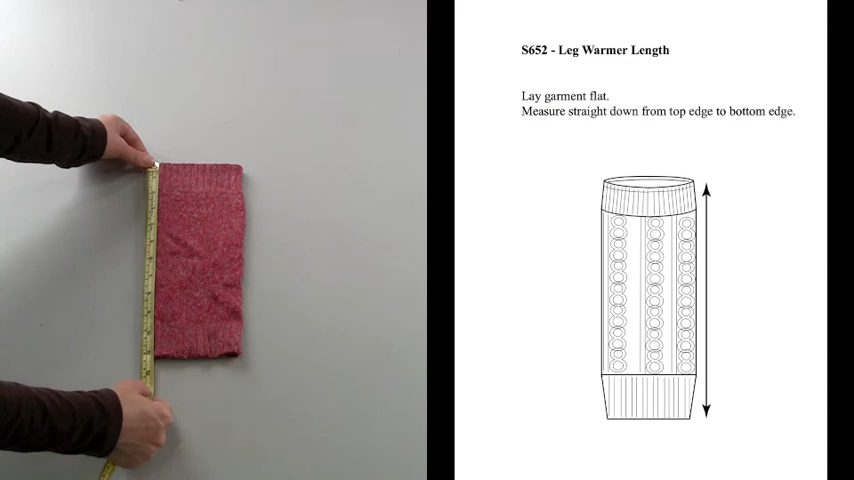 S652 - Leg Warmer Length
Lay garment flat.
Measure straight down from top edge to bottom edge.